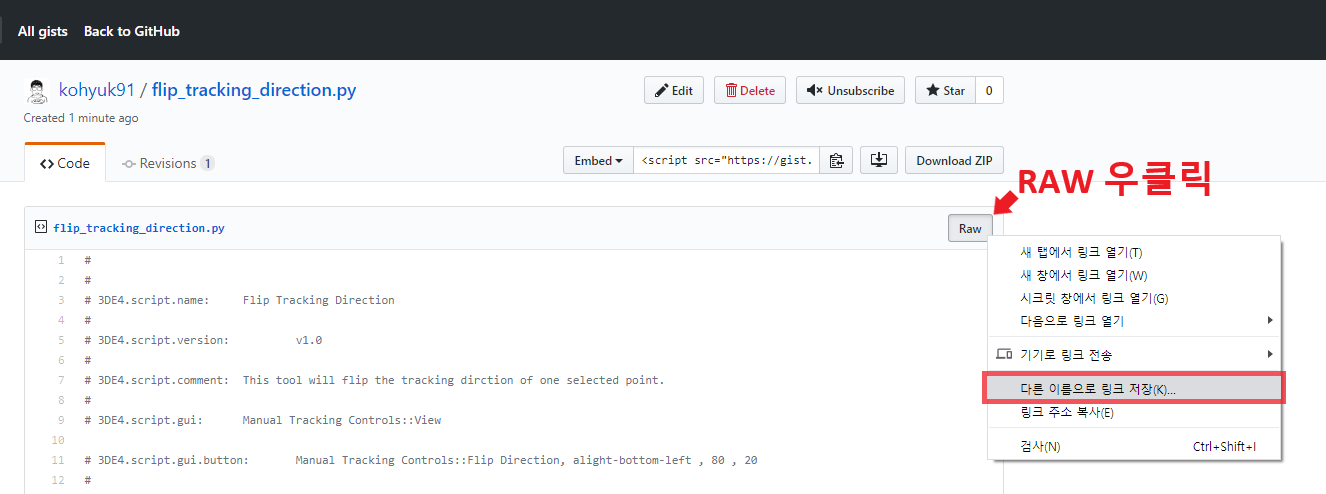 All gists Back to GitHub
kohyuk91 / flip_tracking_direction.py
Edit Delete Unsubscribe Star 0
Created 1 minute ago
Code Revisions 1
Embed <script src="https://gist. Download ZIP
RAW 우클릭
flip_tracking_direction.py Raw
1 #
2 #
3 # 3DE4.script.name: Flip Tracking Direction
4 #
5 # 3DE4.script.version: v1.0
6 #
7 # 3DE4.script.comment: This tool will flip the tracking dirction of one selected point.
8 #
9 # 3DE4.script.gui: Manual Tracking Controls::View
10
11 # 3DE4.script.gui.button: Manual Tracking Controls::Flip Direction, alight-bottom-left , 80 , 20
12 #
새 탭에서 링크 열기(T)
새 창에서 링크 열기(W)
시크릿 창에서 링크 열기(G)
다음으로 링크 열기
기기로 링크 전송
다른 이름으로 링크 저장(K)...
링크 주소 복사(E)
검사(N) Ctrl+Shift+I